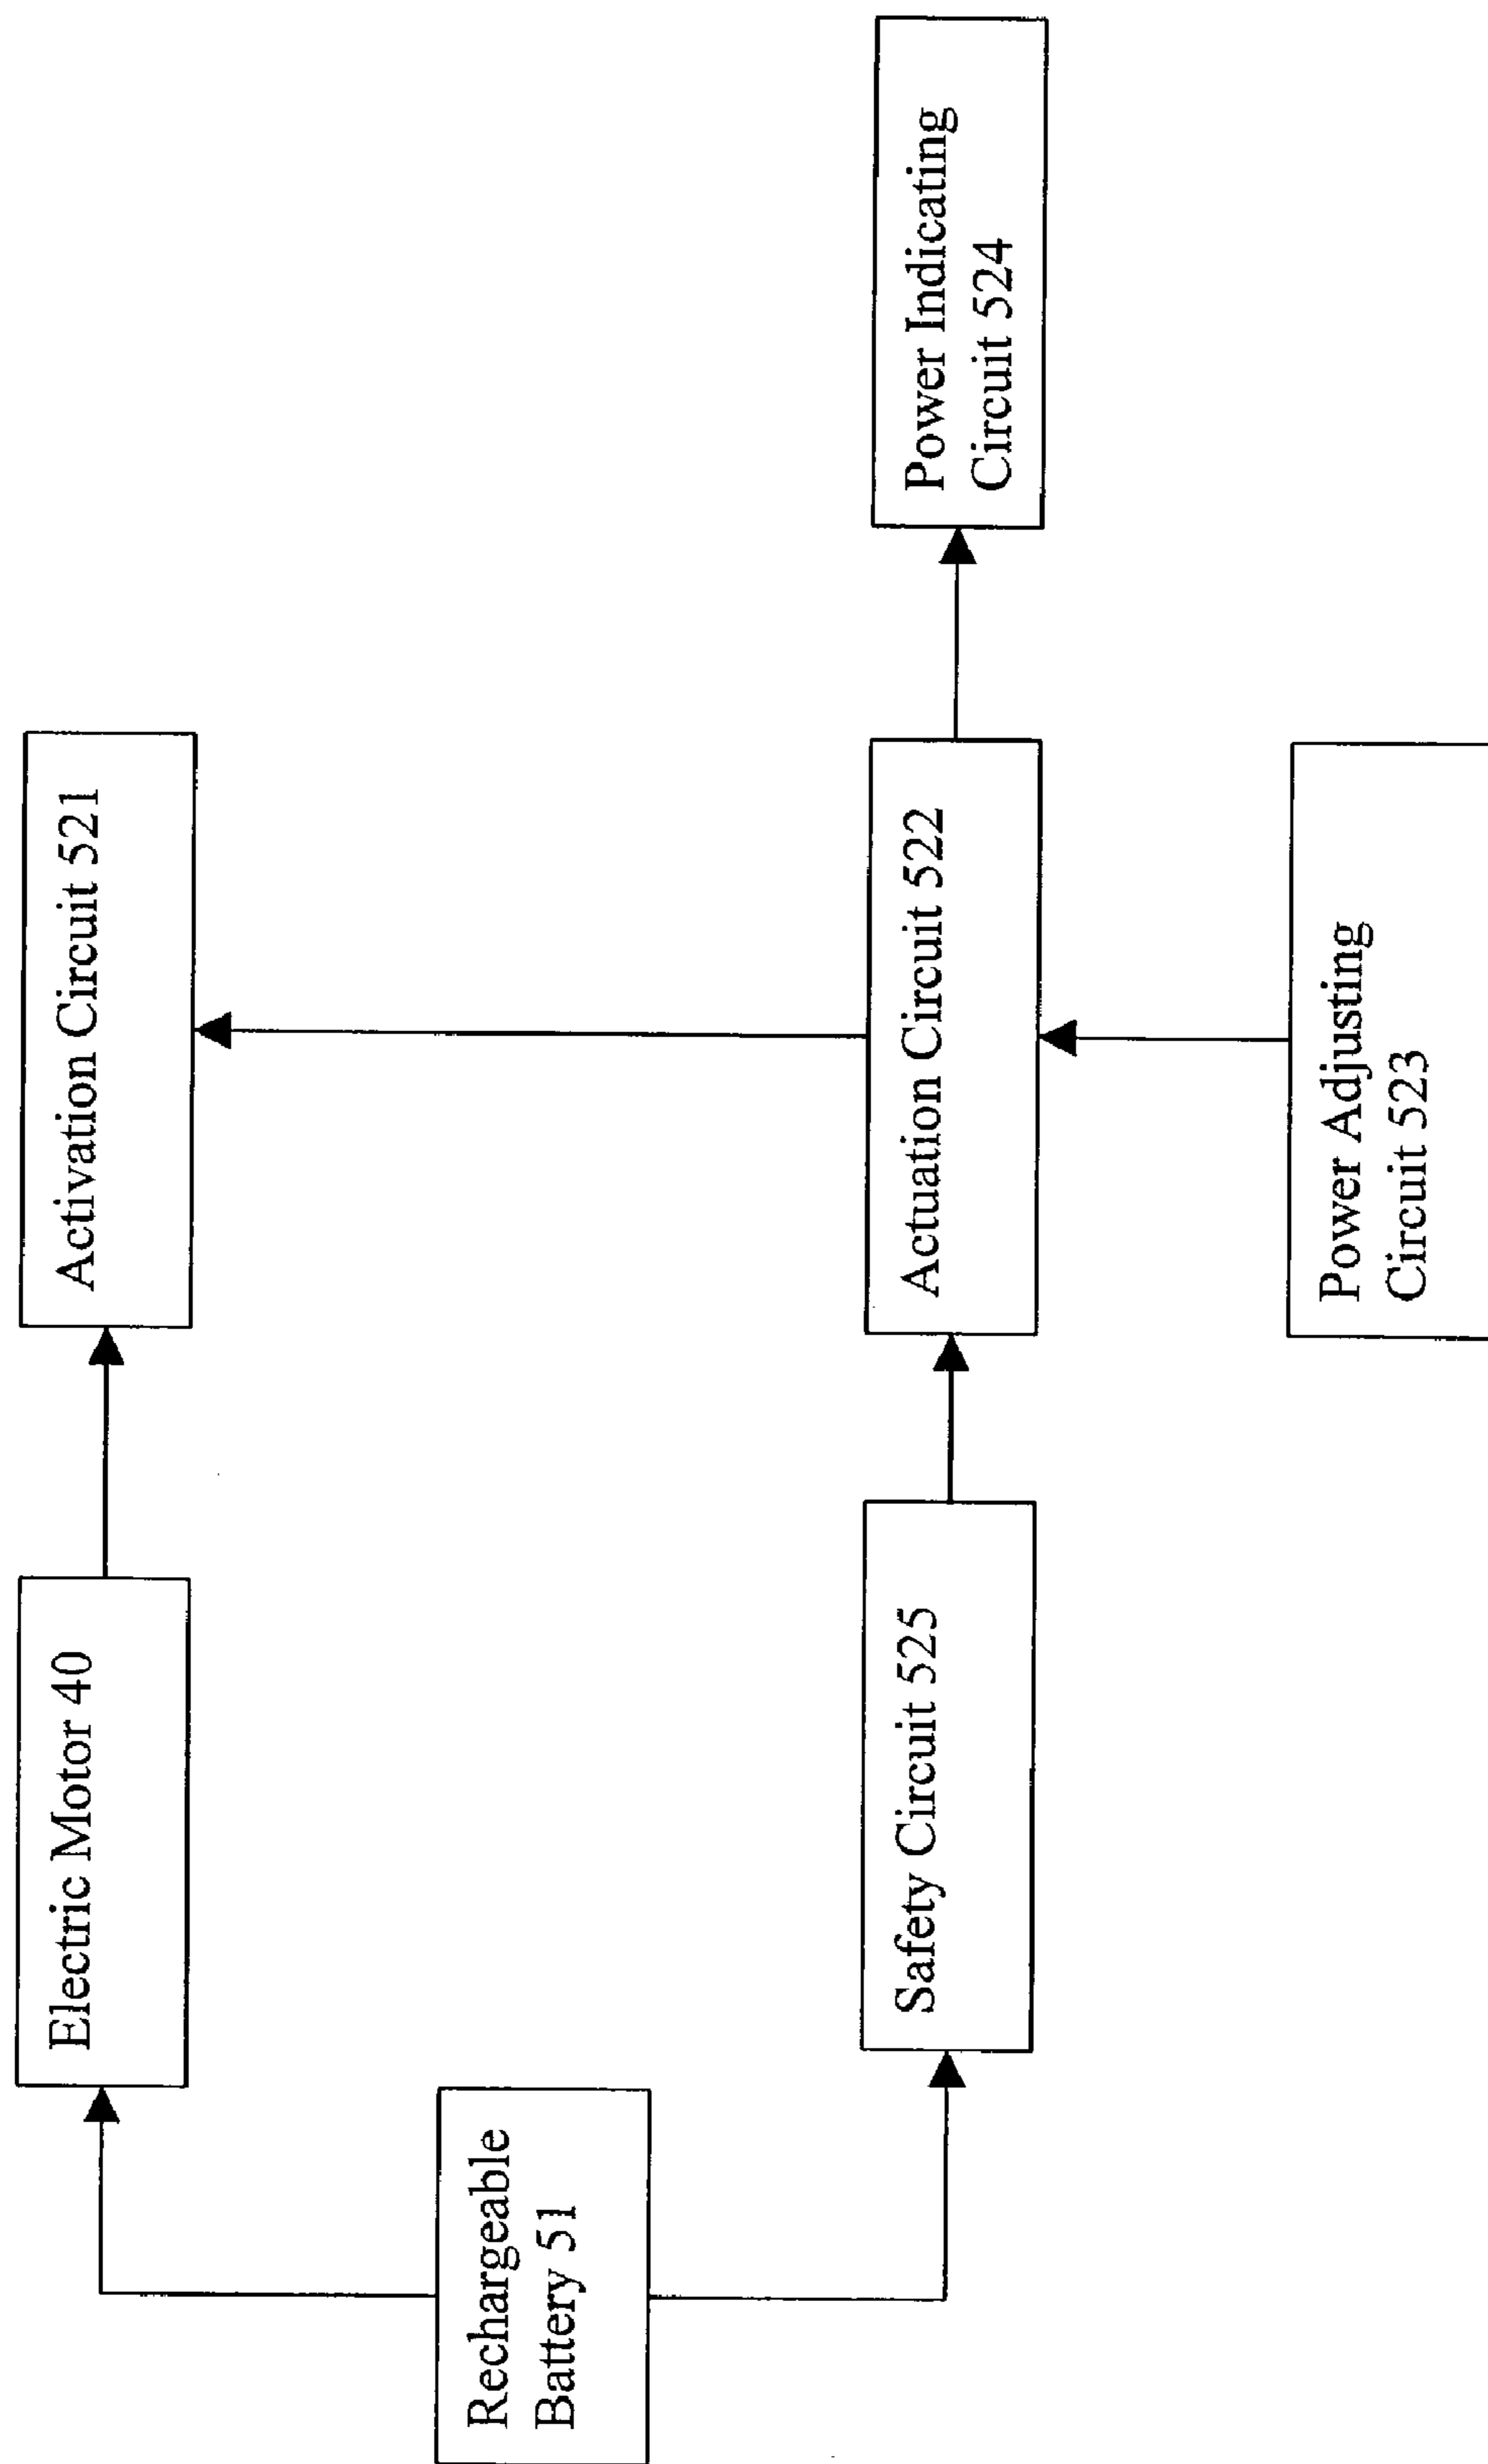 Electric Motor 40
Activation Circuit 521
Rechargeable
Battery 51
Safety Circuit 525
Actuation Circuit 522
Power Indicating
Circuit 524
Power Adjusting
Circuit 523